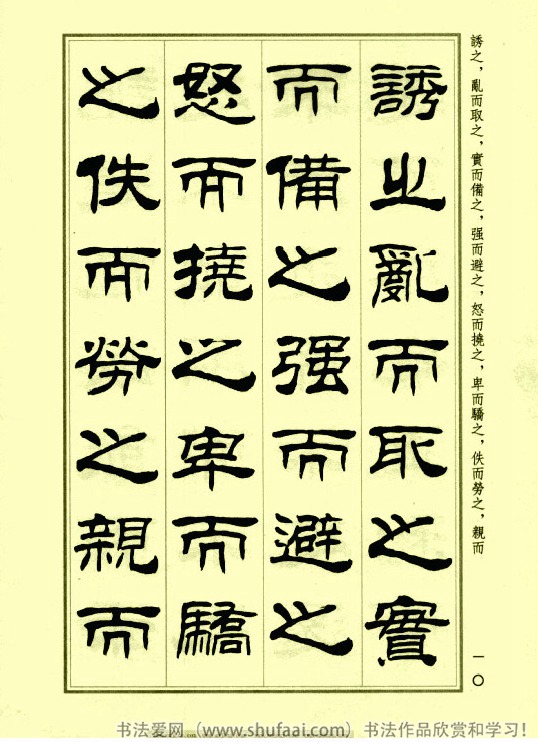 誘之，亂而取之，實而備之，强而避之，怒而撓之，卑而驕之，佚而勞之，親而
誘之亂而取之實
而備之强而避之
怒而撓之卑而驕
之佚而勞之親而
一〇
书法爱网（www.shufaai.com）书法作品欣赏和学习！